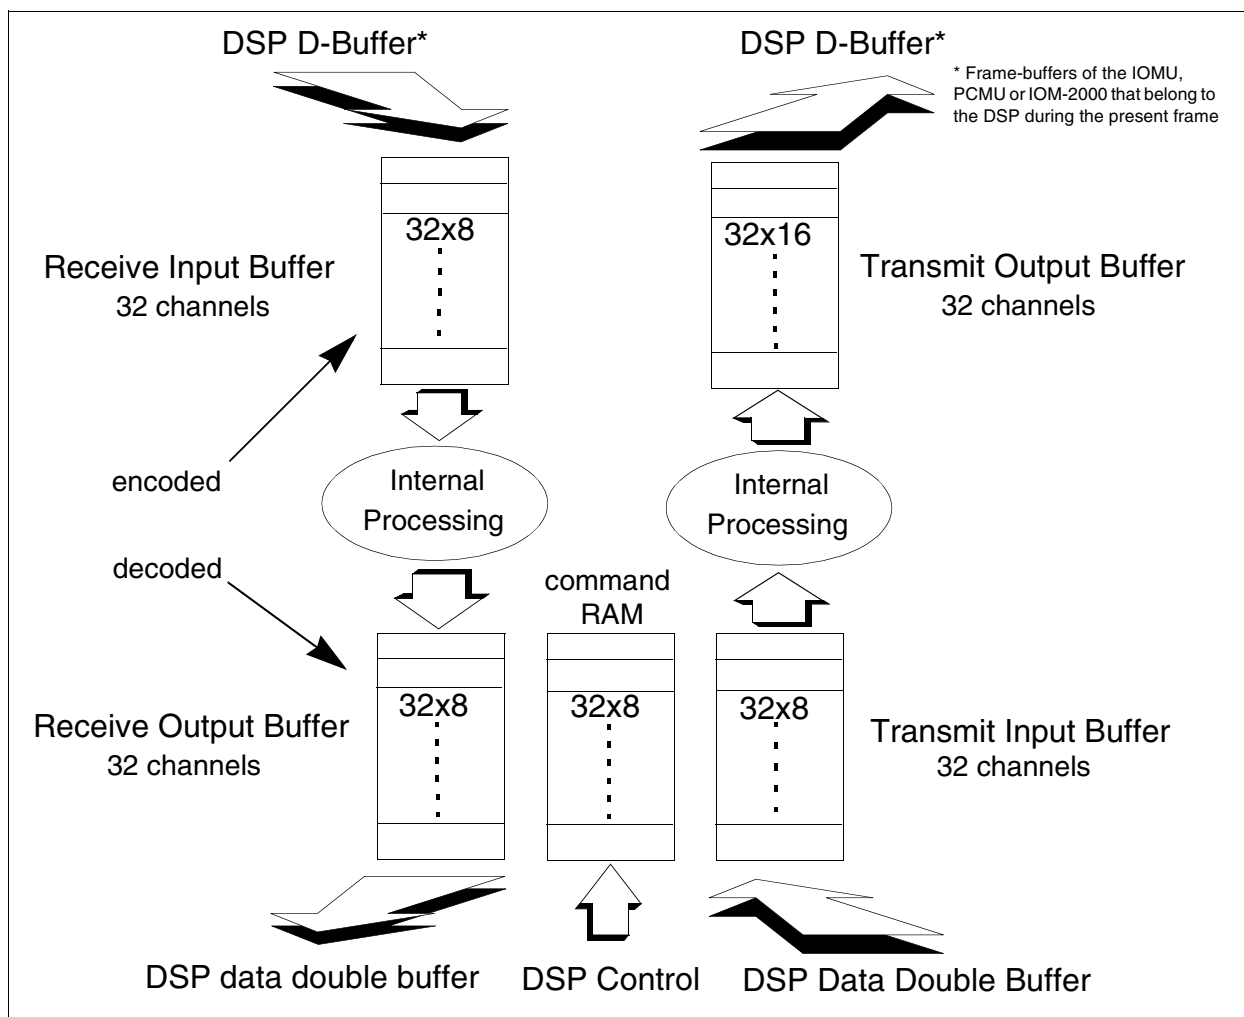 DSP D-Buffer*
DSP D-Buffer*
* Frame-buffers of the IOMU,
PCMU or IOM-2000 that belong to
the DSP during the present frame
32x8
32x16
Receive Input Buffer
32 channels
Transmit Output Buffer
32 channels
encoded
Internal
Processing
Internal
Processing
decoded
command
RAM
32x8
32x8
32x8
Receive Output Buffer
32 channels
Transmit Input Buffer
32 channels
DSP data double buffer
DSP Control
DSP Data Double Buffer